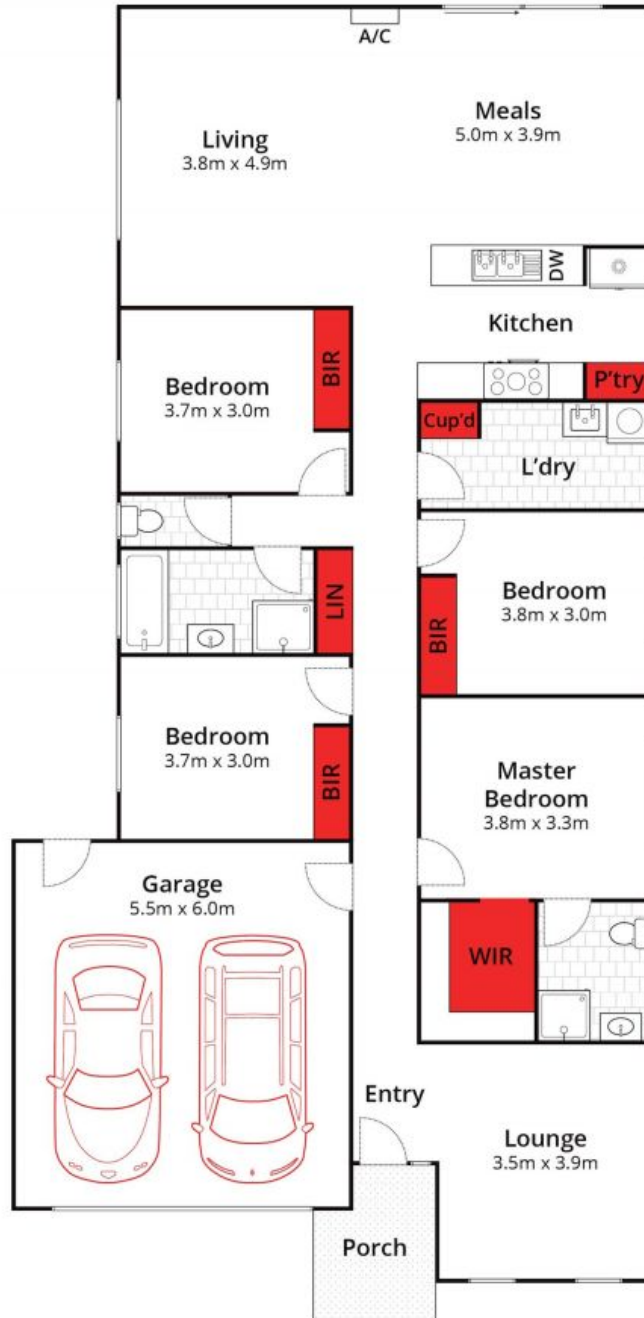 A/C
Living
3.8m x 4.9m
Meals
5.0m x 3.9m
DW
Kitchen
P'try
Bedroom
3.7m x 3.0m
BIR
Cup'd
L'dry
Bedroom
3.8m x 3.0m
BIR
LIN
Bedroom
3.7m x 3.0m
BIR
Master
Bedroom
3.8m x 3.3m
Garage
5.5m x 6.0m
WIR
Entry
Lounge
3.5m x 3.9m
Porch